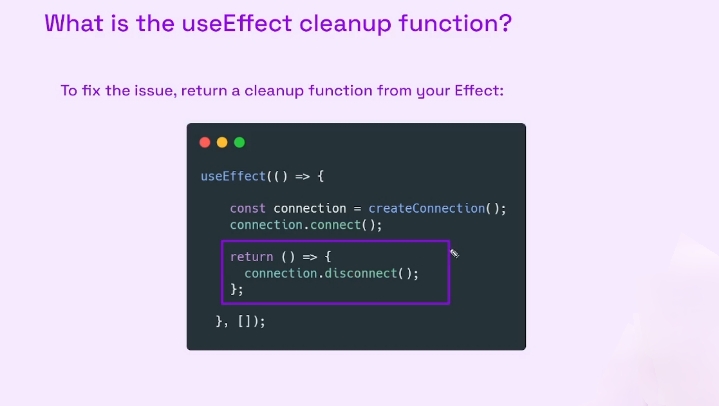 What is the useEffect cleanup function?
To fix the issue, return a cleanup function from your Effect:
useEffect(() => {
const connection = createConnection();
connection.connect();
return () => {
connection.disconnect();
};
}, []);